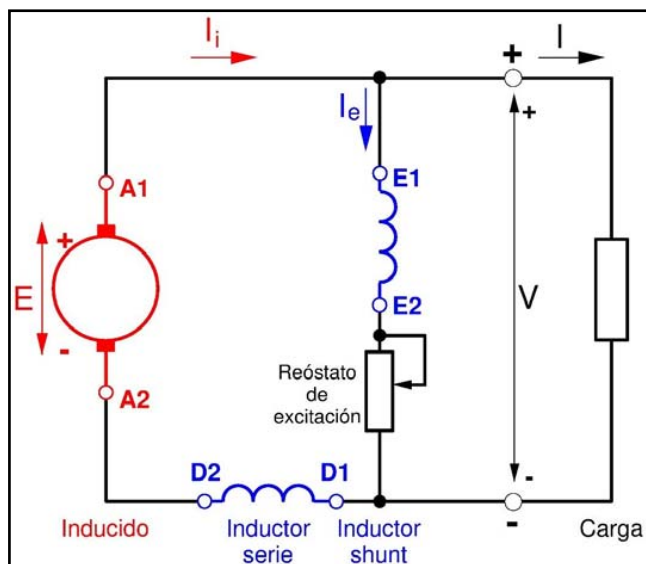 Ii
I
+
Ie
+
A1
E1
+
E
-
E2
V
Reóstato
de
excitación
A2
D2
D1
-
-
Inducido
Inductor
serie
Inductor
shunt
Carga